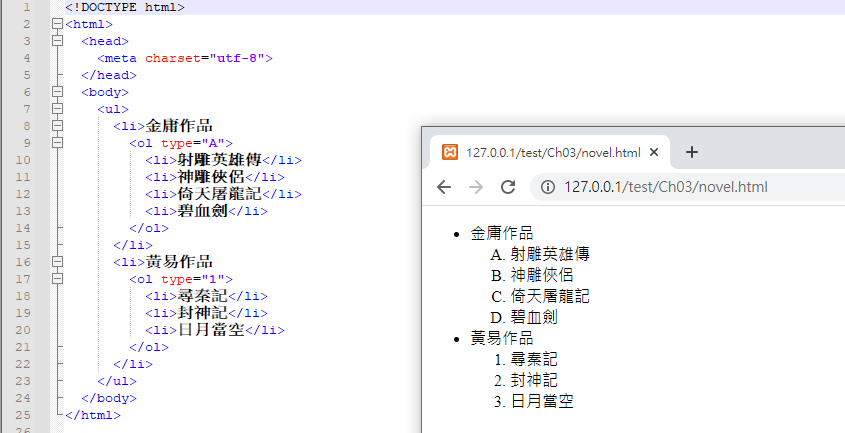 1 <!DOCTYPE html>
2 <html>
3 <head>
4 <meta charset="utf-8">
5 </head>
6 <body>
7 <ul>
8 <li>金庸作品
9 <ol type="A">
10 <li>射雕英雄傳</li>
11 <li>神雕俠侶</li>
12 <li>倚天屠龍記</li>
13 <li>碧血劍</li>
14 </ol>
15 </li>
16 <li>黃易作品
17 <ol type="1">
18 <li>尋秦記</li>
19 <li>封神記</li>
20 <li>日月當空</li>
21 </ol>
22 </li>
23 </ul>
24 </body>
25 </html>
26
127.0.0.1/test/Ch03/novel.html
127.0.0.1/test/Ch03/novel.html
• 金庸作品
A. 射雕英雄傳
B. 神雕俠侶
C. 倚天屠龍記
D. 碧血劍
• 黃易作品
1. 尋秦記
2. 封神記
3. 日月當空